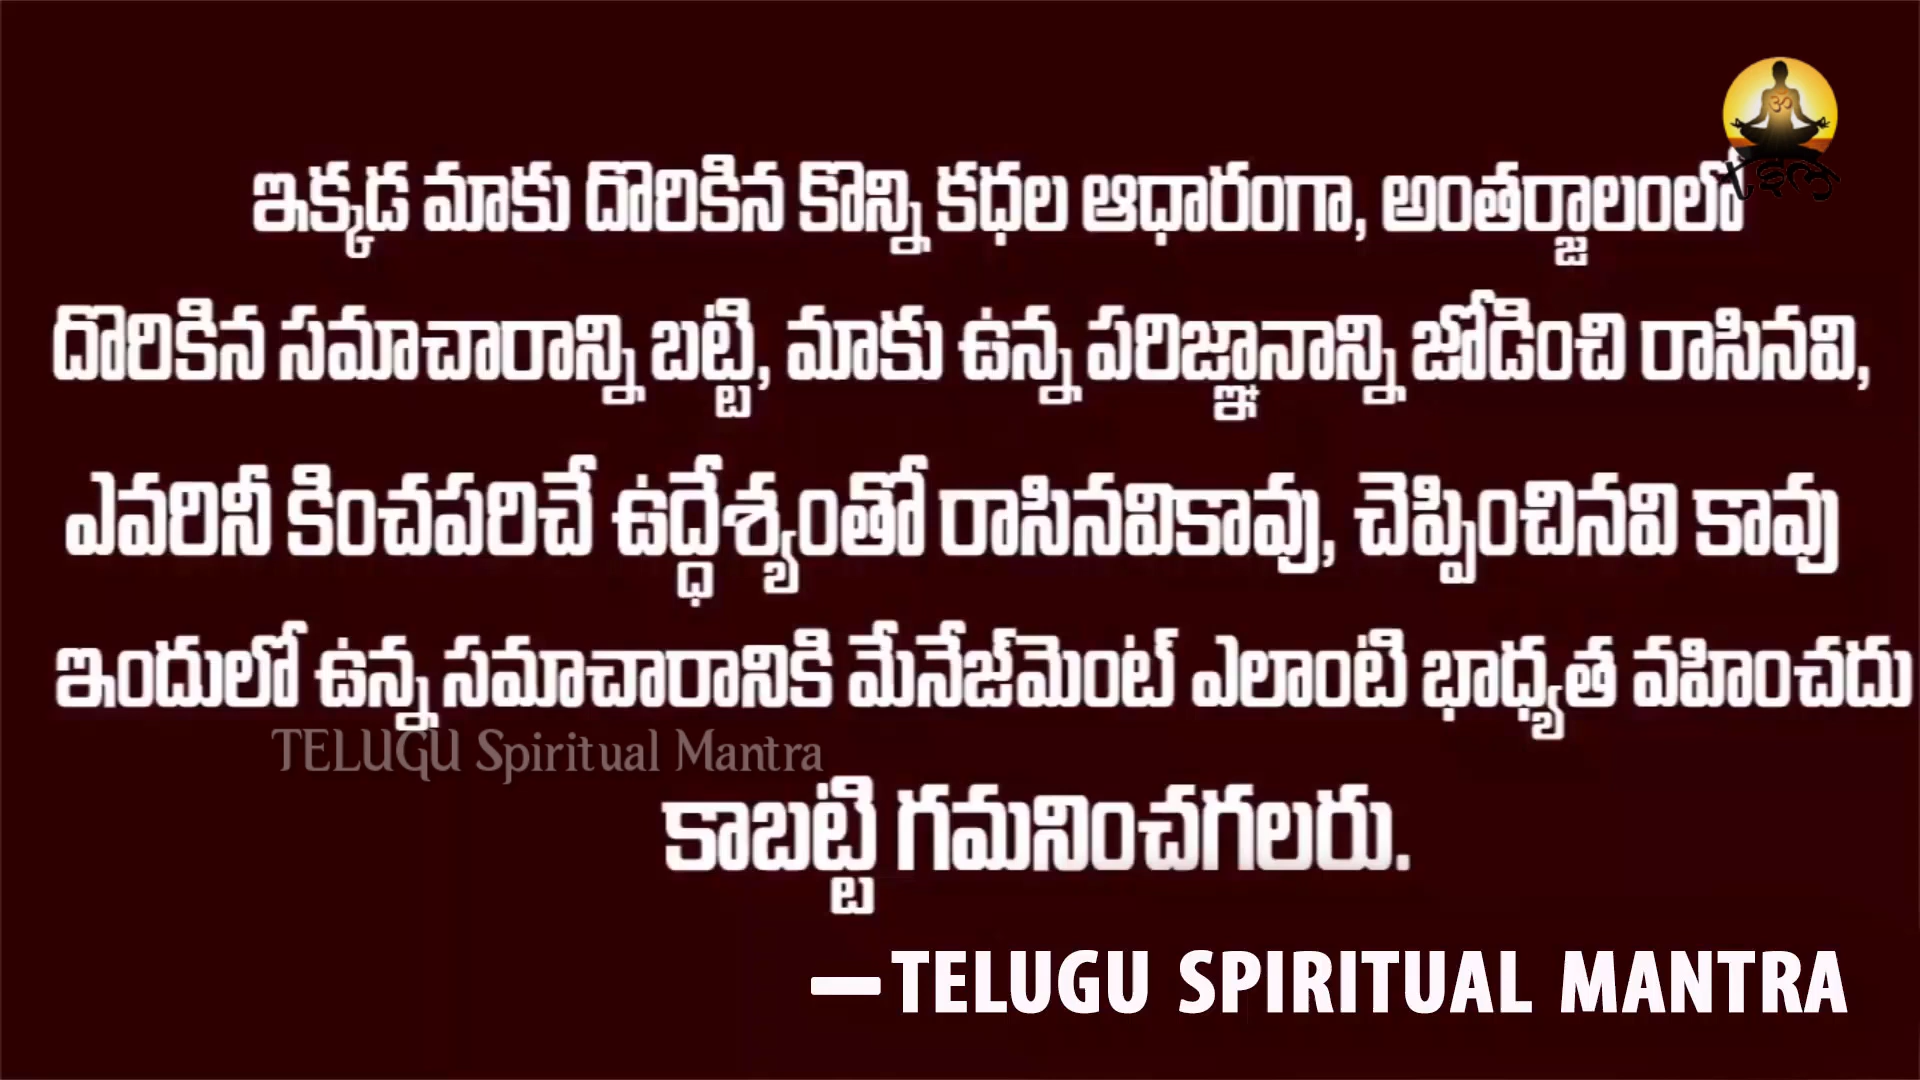 ఇక్కడ మాకు దొరికిన కొన్ని కధల ఆధారంగా, అంతర్జాలంలో
దొరికిన సమాచారాన్ని బట్టి, మాకు ఉన్న పరిజ్ఞానాన్ని జోడించి రాసినవి,
ఎవరినీ కించపరిచే ఉద్ధేశ్యంతో రాసినవికావు, చెప్పించినవి కావు
ఇందులో ఉన్న సమాచారానికి మేనేజ్‌మెంట్ ఎలాంటి భాధ్యత వహించదు
TELUGU Spiritual Mantra
కాబట్టి గమనించగలరు.
—TELUGU SPIRITUAL MANTRA